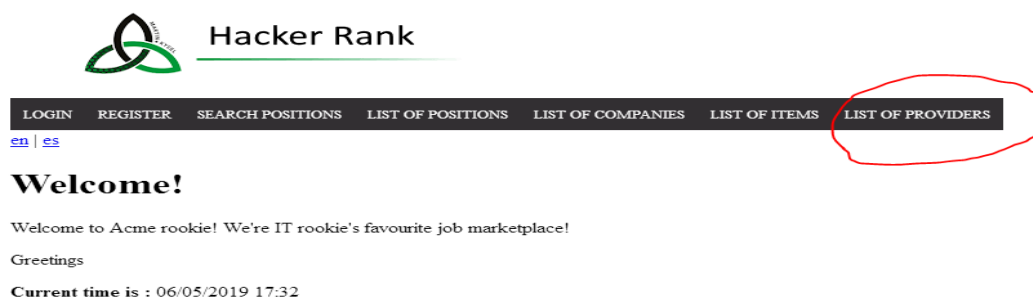 Hacker Rank
LOGIN REGISTER SEARCH POSITIONS LIST OF POSITIONS LIST OF COMPANIES LIST OF ITEMS LIST OF PROVIDERS
en | es
Welcome!
Welcome to Acme rookie! We're IT rookie's favourite job marketplace!
Greetings
Current time is : 06/05/2019 17:32